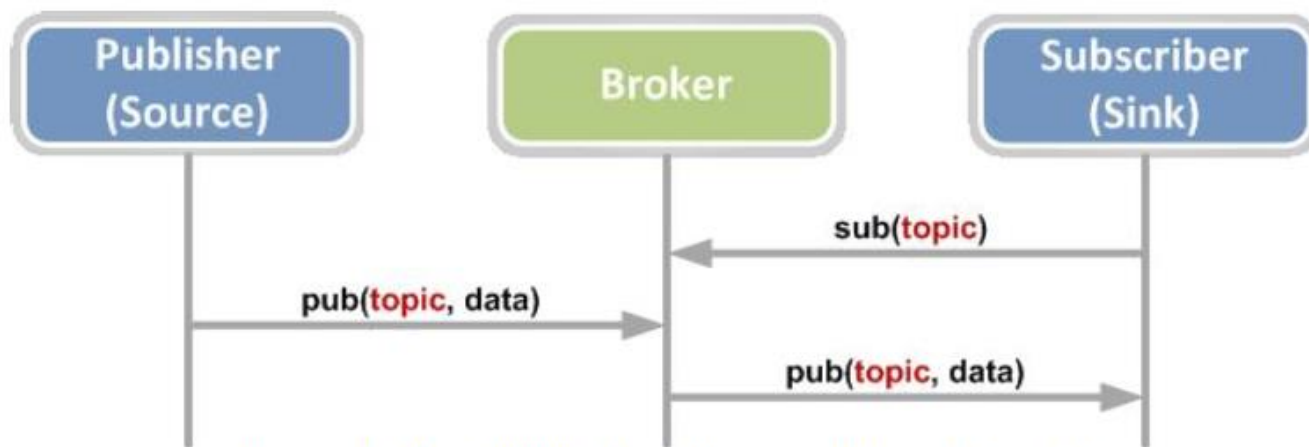 Publisher
(Source)
Broker
Subscriber
(Sink)
sub(topic)
pub(topic, data)
pub(topic, data)